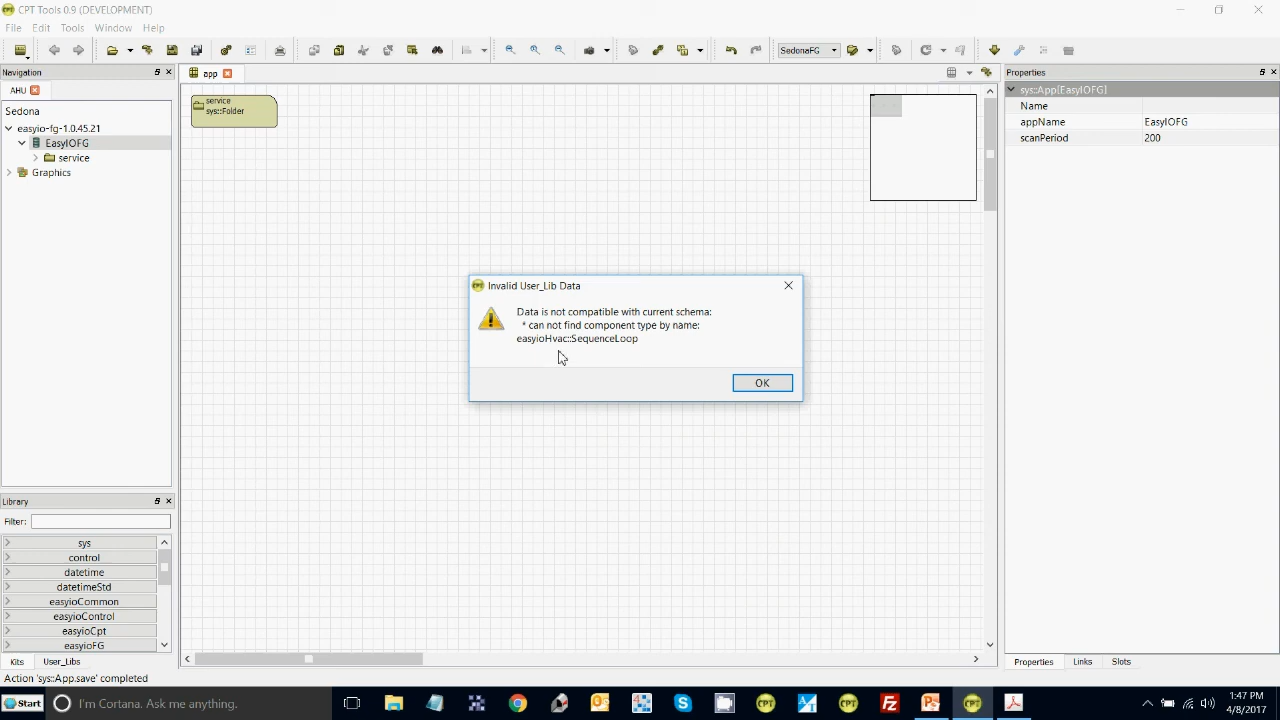 CPT Tools 0.9 (DEVELOPMENT)
File Edit Tools Window Help
SedonaFG
Navigation
AHU
Sedona
easyio-fg-1.0.45.21
EasyIOFG
service
Graphics
Library
Filter:
sys
control
datetime
datetimeStd
easyioCommon
easyioControl
easyioCpt
easyioFG
Kits User_Libs
Action 'sys::App.save' completed
app
service
sys::Folder
Invalid User_Lib Data
Data is not compatible with current schema:
* can not find component type by name:
easyioHvac::SequenceLoop
OK
Properties
sys::App[EasyIOFG]
Name
appName EasyIOFG
scanPeriod 200
Properties Links Slots
Start
I'm Cortana. Ask me anything.
1:47 PM
4/8/2017